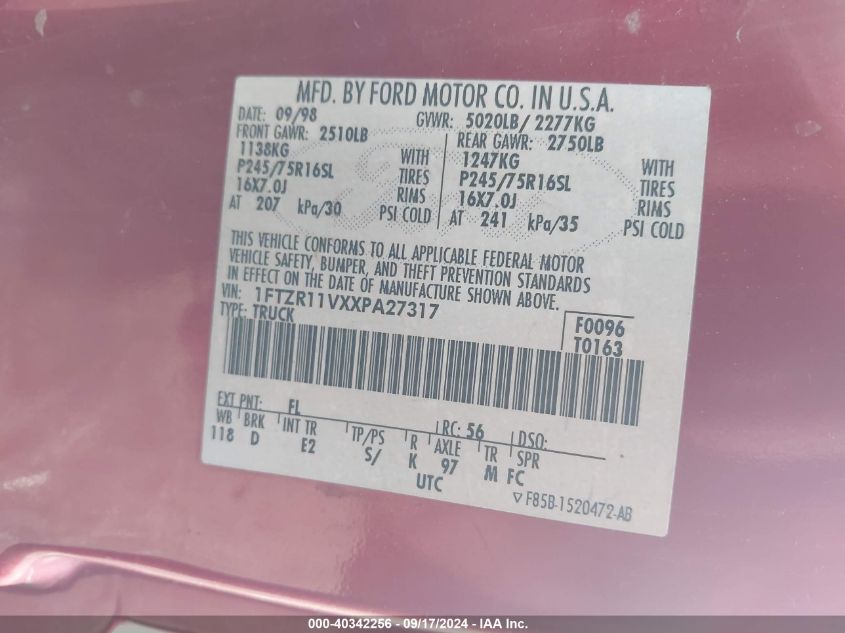 MFD. BY FORD MOTOR CO. IN U.S.A.
DATE: 09/98 GVWR: 5020LB/ 2277KG
FRONT GAWR: 2510LB REAR GAWR: 2750LB
1138KG WITH 1247KG WITH
P245/75R16SL TIRES P245/75R16SL TIRES
16X7.0J RIMS 16X7.0J RIMS
AT 207 kPa/30 PSI COLD AT 241 kPa/35 PSI COLD
THIS VEHICLE CONFORMS TO ALL APPLICABLE FEDERAL MOTOR
VEHICLE SAFETY, BUMPER, AND THEFT PREVENTION STANDARDS
IN EFFECT ON THE DATE OF MANUFACTURE SHOWN ABOVE.
VIN: 1FTZR11VXXPA27317
TYPE: TRUCK
F0096
T0163
EXT PNT: FL RC: 56 DSO:
WB BRK INT TR TP/PS R AXLE TR SPR
118 D E2 S/ K 97 M FC
UTC
F85B-1520472-AB
000-40342256 - 09/17/2024 - IAA Inc.